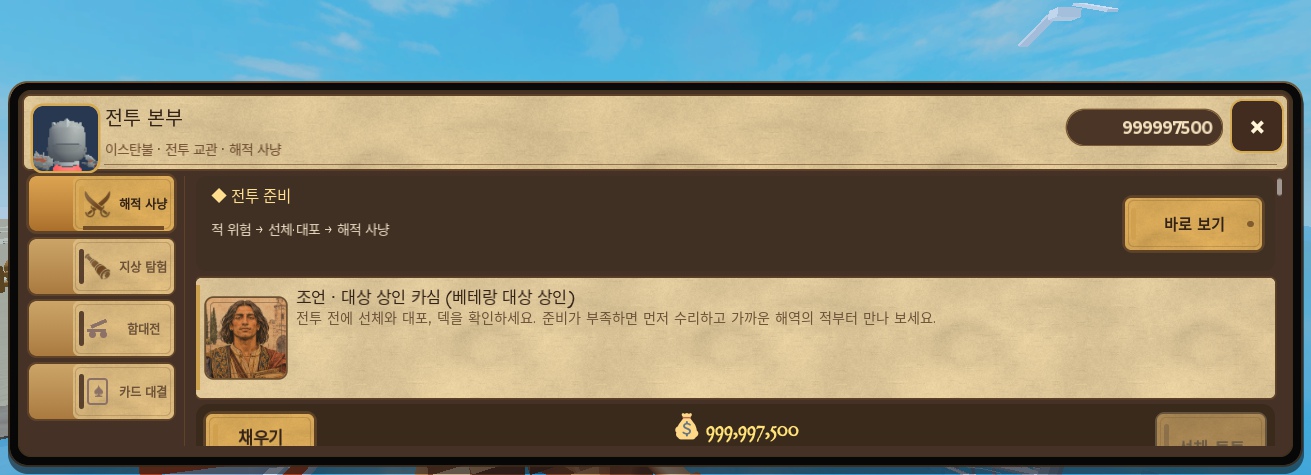 전투 본부
이스탄불 · 전투 교관 · 해적 사냥
999997500
×
해적 사냥
지상 탐험
함대전
카드 대결
◆ 전투 준비
적 위험 → 선체·대포 → 해적 사냥
바로 보기
조언 · 대상 상인 카심 (베테랑 대상 상인)
전투 전에 선체와 대포, 덱을 확인하세요. 준비가 부족하면 먼저 수리하고 가까운 해역의 적부터 만나 보세요.
채우기
$ 999,997,500